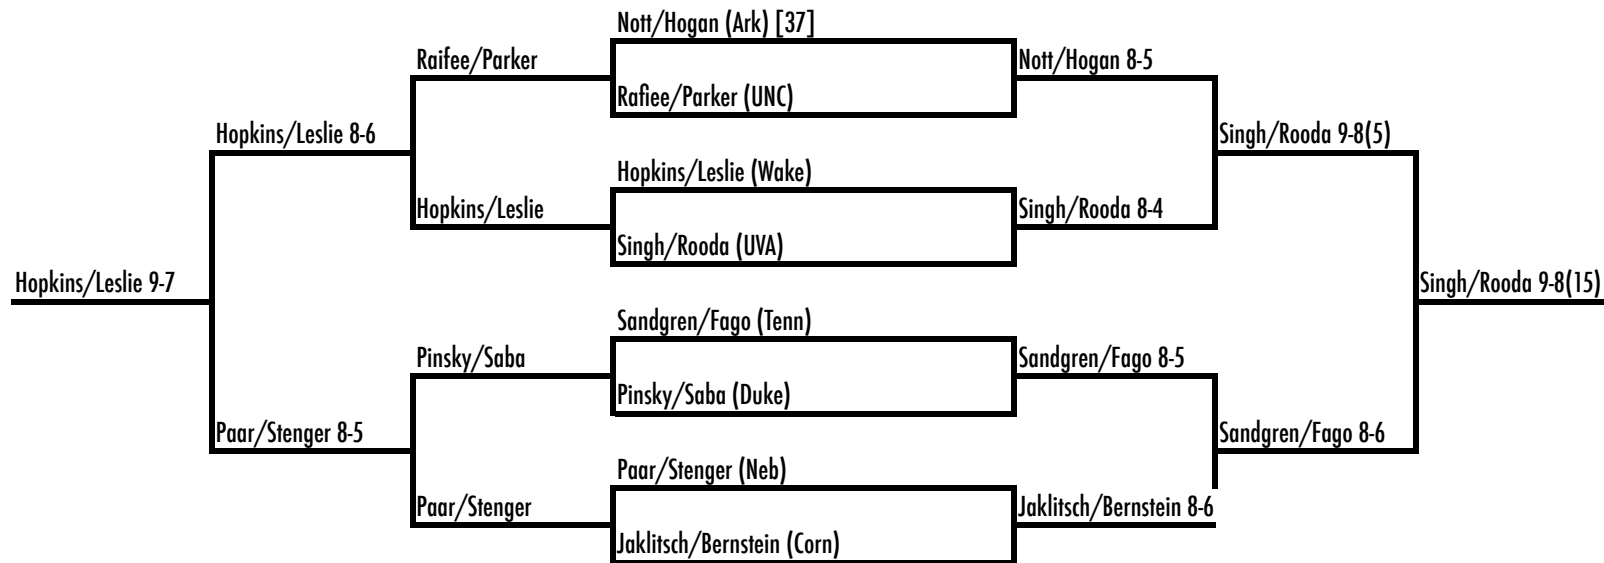 Nott/Hogan (Ark) [37]
Raifee/Parker
Nott/Hogan 8-5
Rafiee/Parker (UNC)
Hopkins/Leslie 8-6
Singh/Rooda 9-8(5)
Hopkins/Leslie (Wake)
Hopkins/Leslie
Singh/Rooda 8-4
Singh/Rooda (UVA)
Hopkins/Leslie 9-7
Singh/Rooda 9-8(15)
Sandgren/Fago (Tenn)
Pinsky/Saba
Sandgren/Fago 8-5
Pinsky/Saba (Duke)
Paar/Stenger 8-5
Sandgren/Fago 8-6
Paar/Stenger (Neb)
Paar/Stenger
Jaklitsch/Bernstein 8-6
Jaklitsch/Bernstein (Corn)